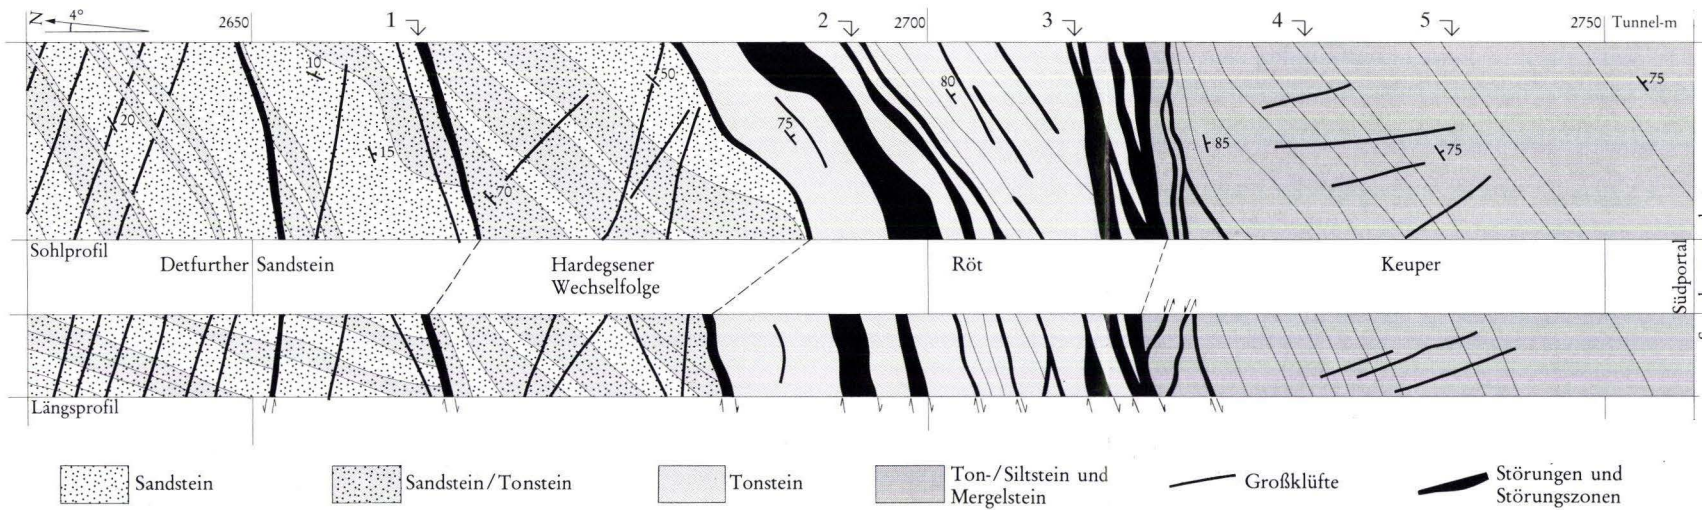 N 4° 2650 1 2 2700 3 4 5 2750 Tunnel-m
10
50
80
75
20
75
15
85
75
70
Sohlprofil
Detfurther Sandstein
Hardegsener
Wechselfolge
Röt
Keuper
Südportal
Längsprofil
Sandstein
Sandstein/Tonstein
Tonstein
Ton-/Siltstein und
Mergelstein
Großklüfte
Störungen und
Störungszonen